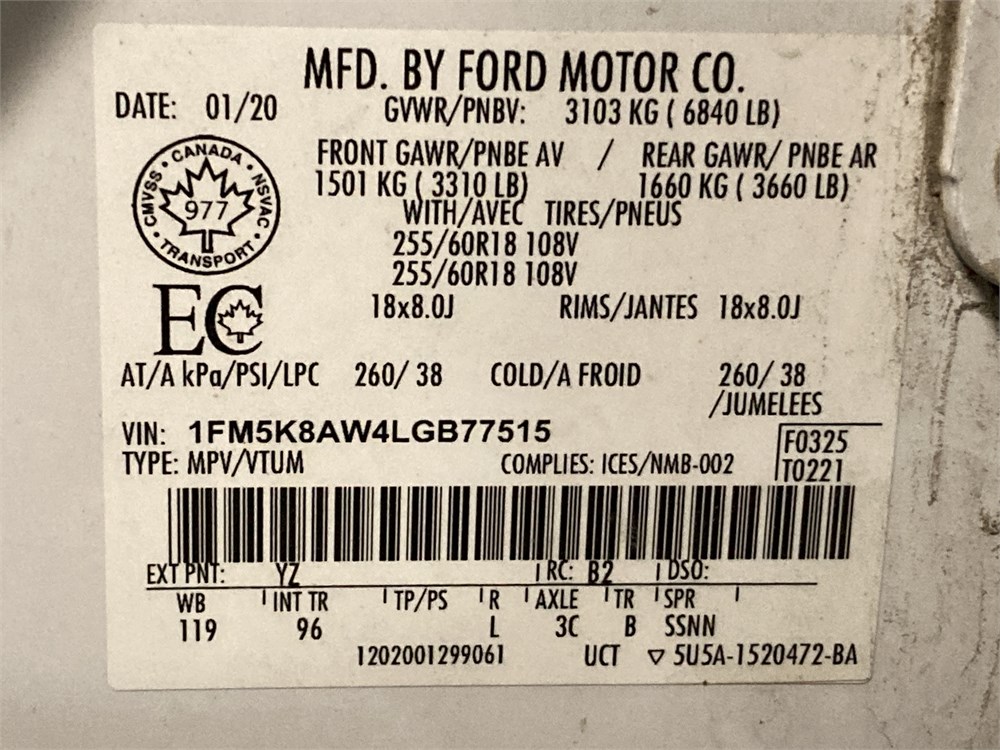 MFD. BY FORD MOTOR CO.
DATE: 01/20 GVWR/PNBV: 3103 KG ( 6840 LB)
FRONT GAWR/PNBE AV / REAR GAWR/ PNBE AR
1501 KG ( 3310 LB) 1660 KG ( 3660 LB)
WITH/AVEC TIRES/PNEUS
255/60R18 108V
255/60R18 108V
18x8.0J RIMS/JANTES 18x8.0J
CANADA
CMVSS 977 NSVAC
TRANSPORT
EC
AT/A kPa/PSI/LPC 260/ 38 COLD/A FROID 260/ 38
/JUMELEES
VIN: 1FM5K8AW4LGB77515
F0325
TYPE: MPV/VTUM COMPLIES: ICES/NMB-002 T0221
EXT PNT: YZ RC: B2 DSO:
WB INT TR TP/PS R AXLE TR SPR
119 96 L 3C B SSNN
1202001299061 UCT ▽ 5U5A-1520472-BA